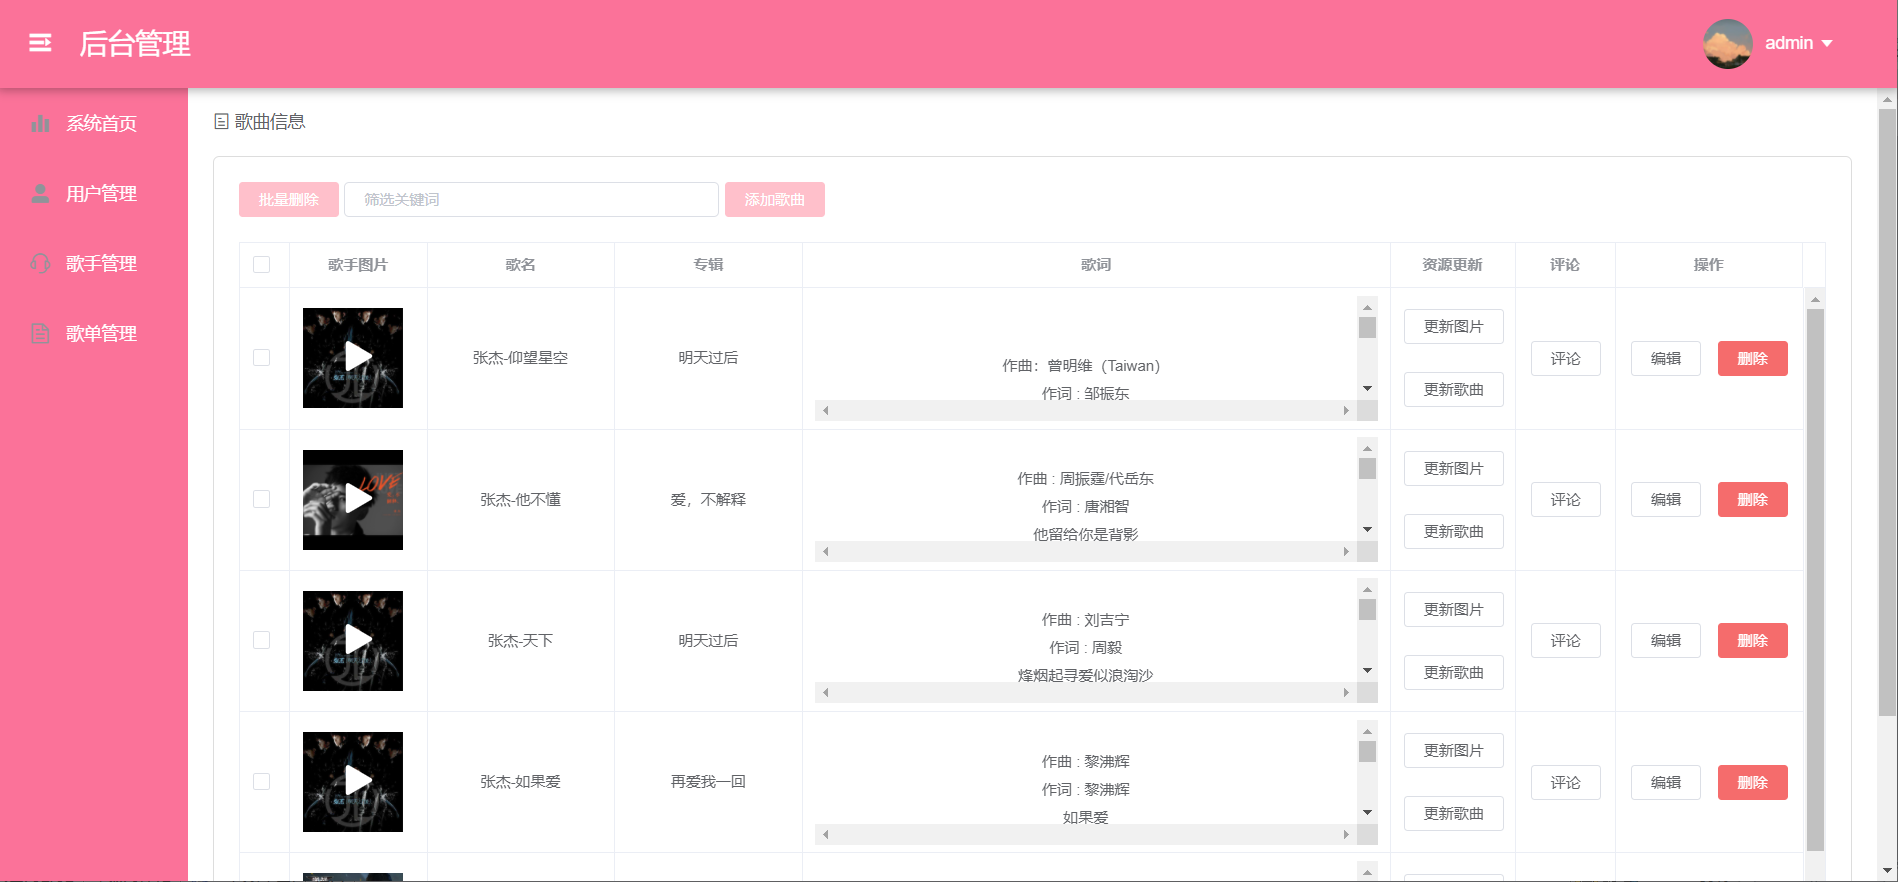 后台管理
admin
系统首页
用户管理
歌手管理
歌单管理
歌曲信息
批量删除 筛选关键词 添加歌曲
歌手图片 歌名 专辑 歌词 资源更新 评论 操作
张杰-仰望星空 明天过后
作曲：曾明维（Taiwan）
作词 : 邹振东
更新图片
更新歌曲
评论 编辑 删除
LOVE
张杰-他不懂 爱，不解释
作曲 : 周振霆/代岳东
作词 : 唐湘智
他留给你是背影
更新图片
更新歌曲
评论 编辑 删除
张杰-天下 明天过后
作曲 : 刘吉宁
作词 : 周毅
烽烟起寻爱似浪淘沙
更新图片
更新歌曲
评论 编辑 删除
张杰-如果爱 再爱我一回
作曲 : 黎沸辉
作词 : 黎沸辉
如果爱
更新图片
更新歌曲
评论 编辑 删除